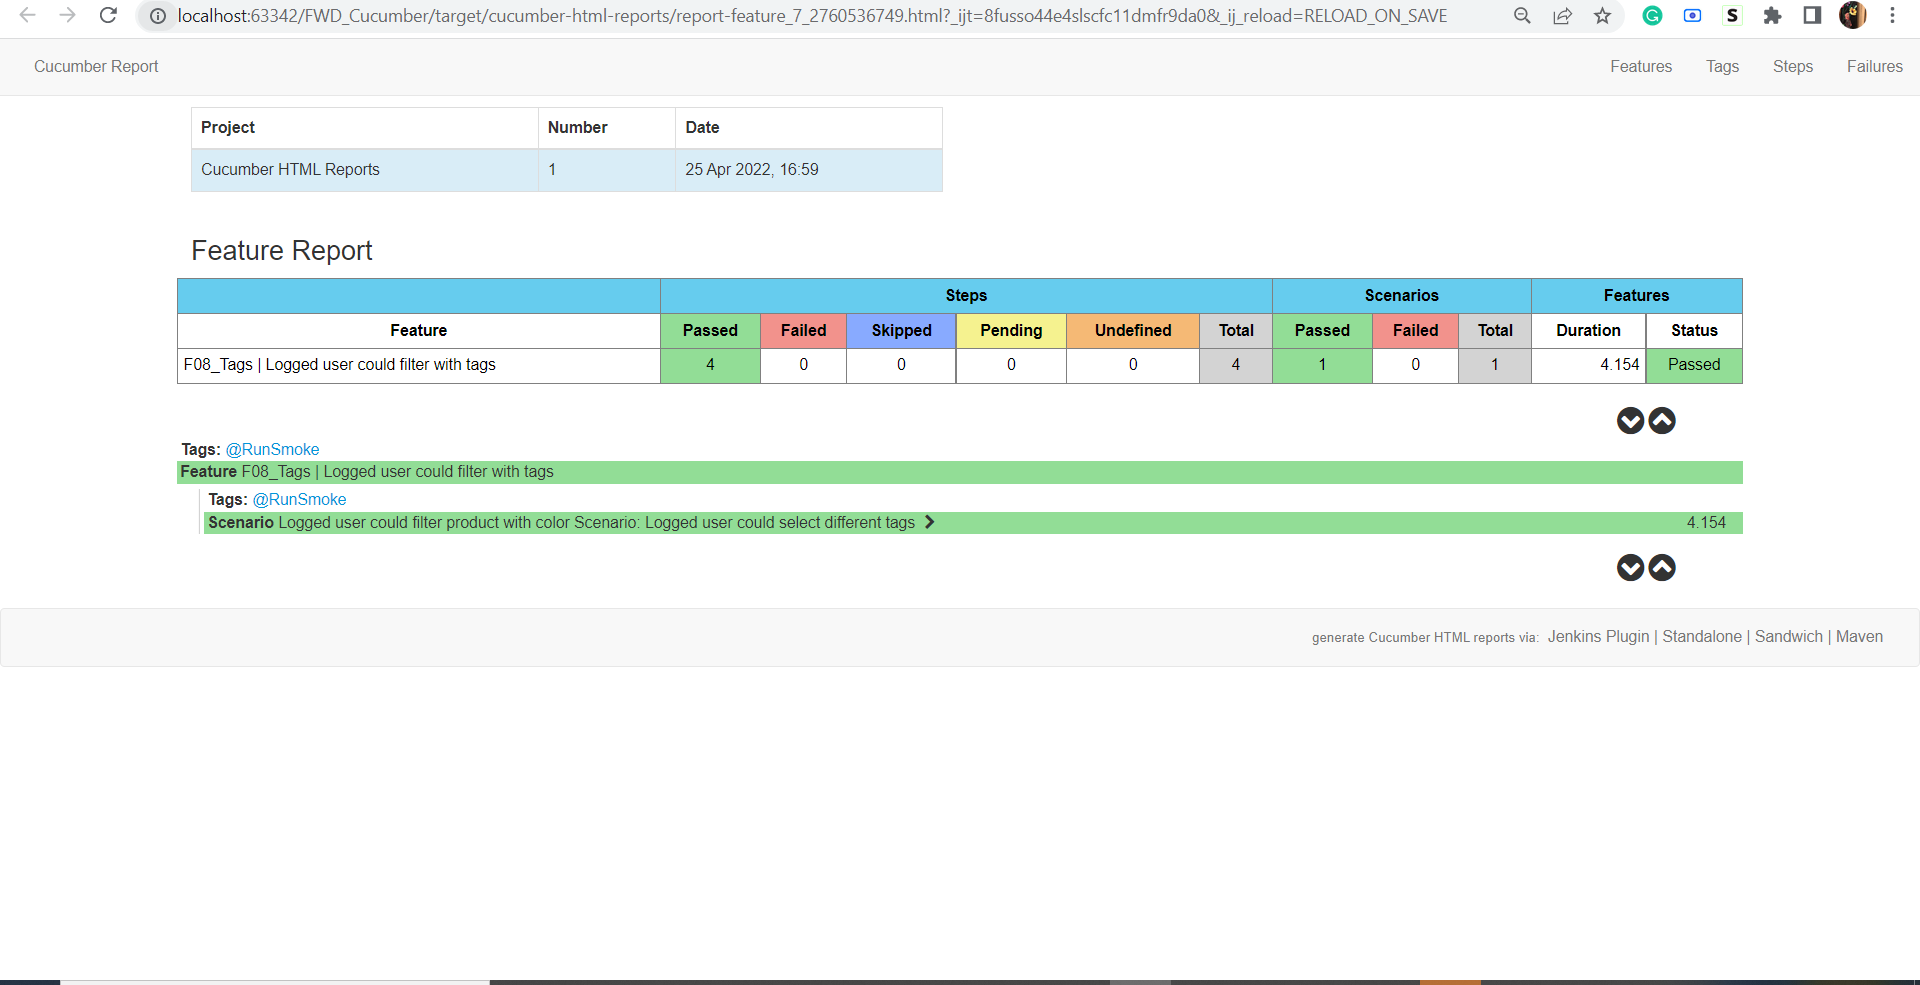 localhost:63342/FWD_Cucumber/target/cucumber-html-reports/report-feature_7_2760536749.html?_ijt=8fusso44e4slscfc11dmfr9da0&_ij_reload=RELOAD_ON_SAVE
G S
Cucumber Report Features Tags Steps Failures
Project Number Date
Cucumber HTML Reports 1 25 Apr 2022, 16:59
Feature Report
Steps Scenarios Features
Feature Passed Failed Skipped Pending Undefined Total Passed Failed Total Duration Status
F08_Tags | Logged user could filter with tags 4 0 0 0 0 4 1 0 1 4.154 Passed
Tags: @RunSmoke
Feature F08_Tags | Logged user could filter with tags
Tags: @RunSmoke
Scenario Logged user could filter product with color Scenario: Logged user could select different tags 4.154
generate Cucumber HTML reports via: Jenkins Plugin | Standalone | Sandwich | Maven